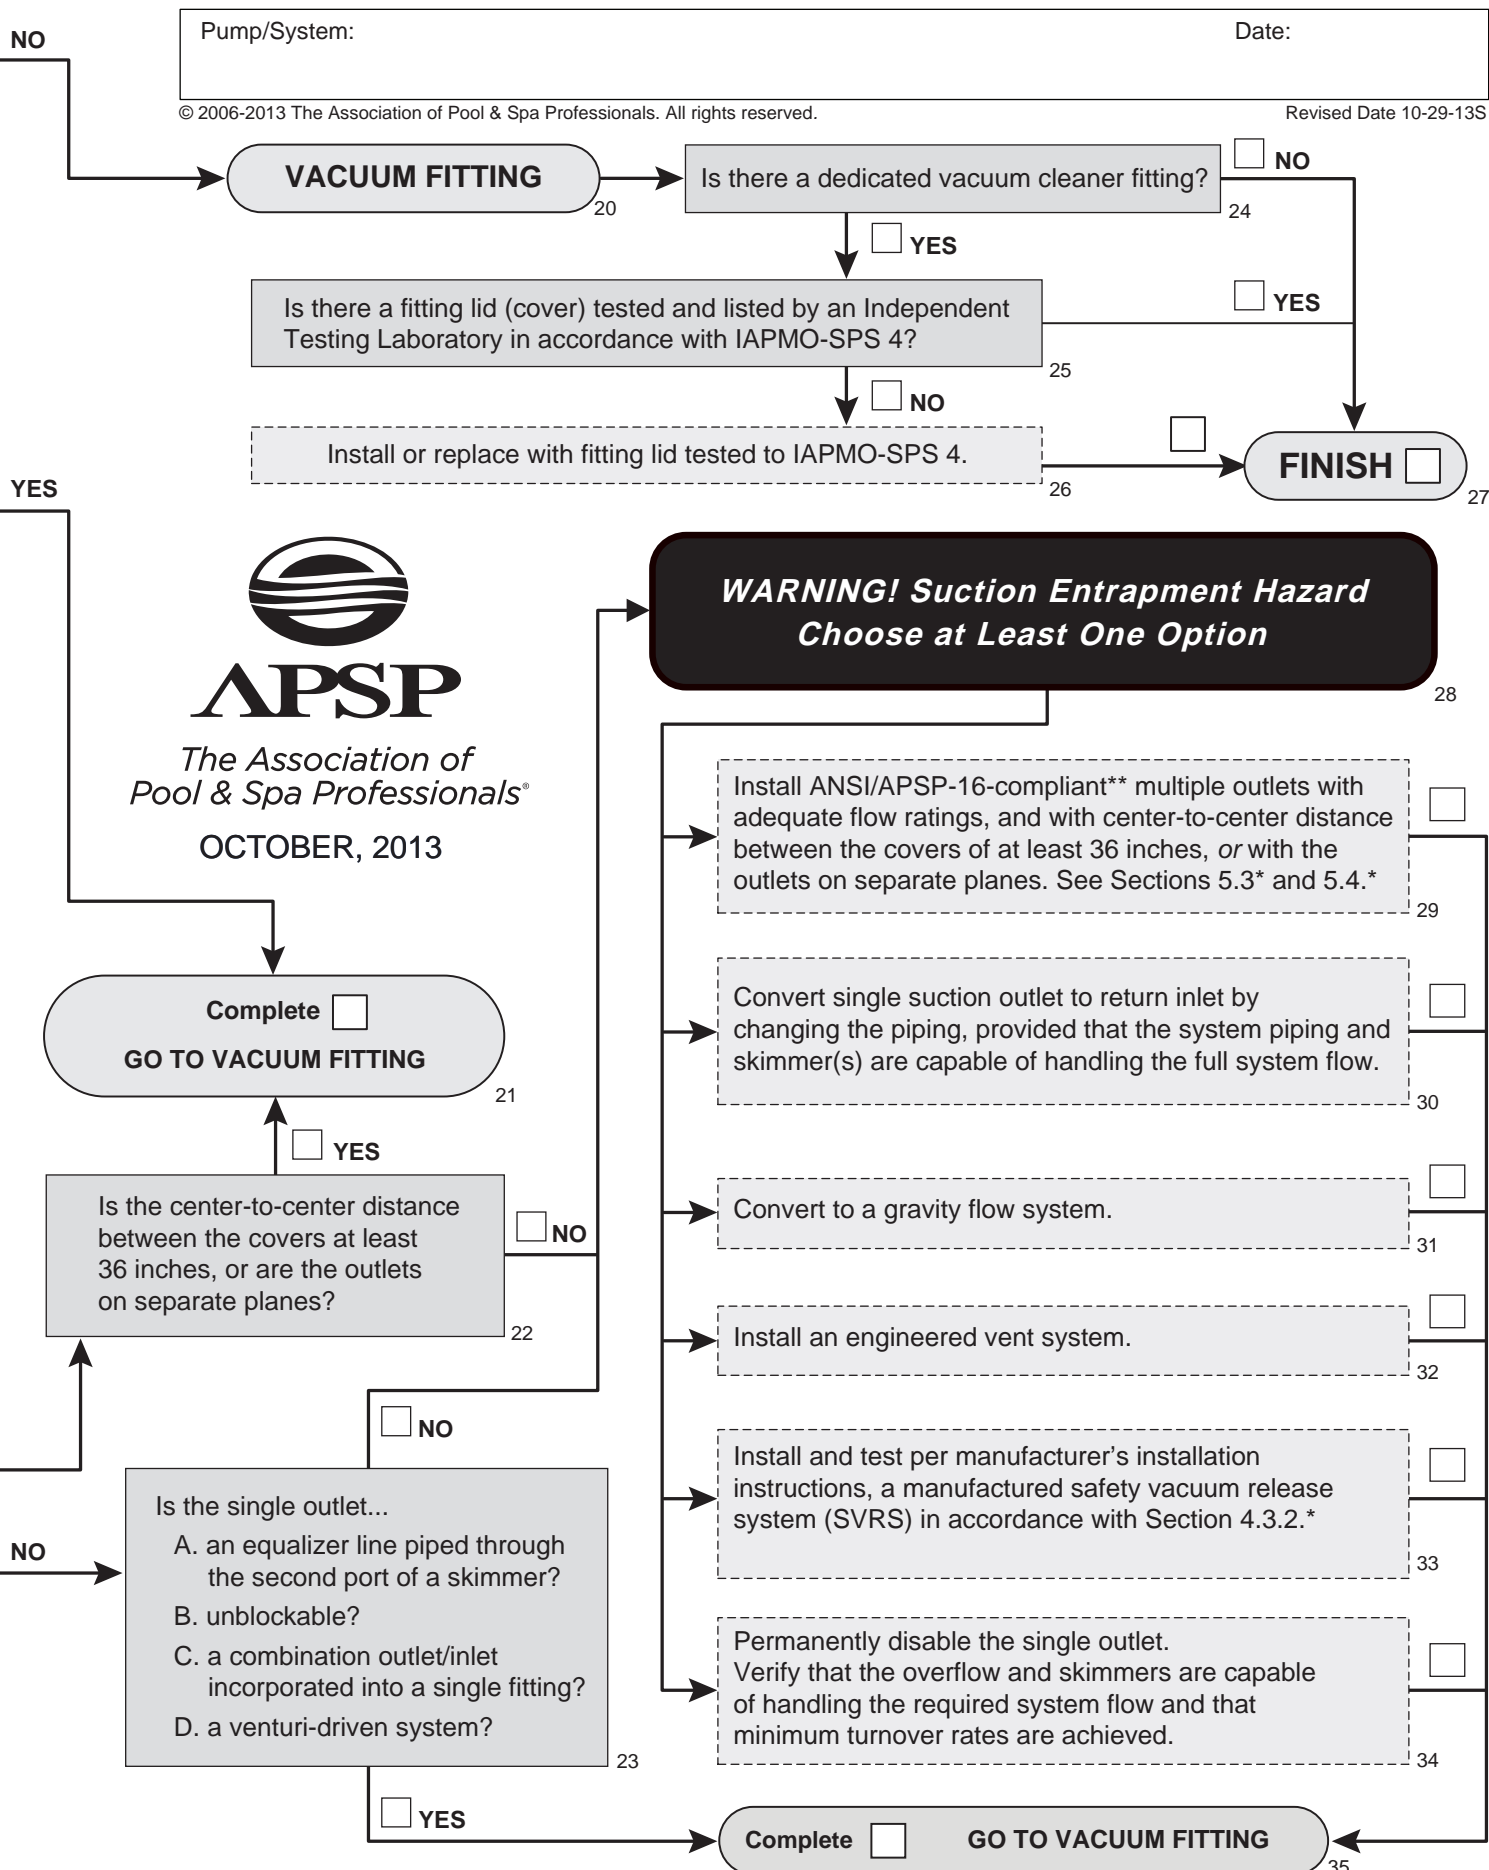 NO
Pump/System: Date:
© 2006-2013 The Association of Pool & Spa Professionals. All rights reserved. Revised Date 10-29-13S
VACUUM FITTING
20
Is there a dedicated vacuum cleaner fitting?
24
NO
YES
Is there a fitting lid (cover) tested and listed by an Independent
Testing Laboratory in accordance with IAPMO-SPS 4?
25
YES
NO
Install or replace with fitting lid tested to IAPMO-SPS 4.
26
FINISH
27
YES
APSP
The Association of
Pool & Spa Professionals®
OCTOBER, 2013
WARNING! Suction Entrapment Hazard
Choose at Least One Option
28
Install ANSI/APSP-16-compliant** multiple outlets with
adequate flow ratings, and with center-to-center distance
between the covers of at least 36 inches, or with the
outlets on separate planes. See Sections 5.3* and 5.4.*
29
Complete
GO TO VACUUM FITTING
21
Convert single suction outlet to return inlet by
changing the piping, provided that the system piping and
skimmer(s) are capable of handling the full system flow.
30
YES
Is the center-to-center distance
between the covers at least
36 inches, or are the outlets
on separate planes?
22
NO
Convert to a gravity flow system.
31
Install an engineered vent system.
32
NO
Is the single outlet...
A. an equalizer line piped through
the second port of a skimmer?
B. unblockable?
C. a combination outlet/inlet
incorporated into a single fitting?
D. a venturi-driven system?
23
NO
Install and test per manufacturer's installation
instructions, a manufactured safety vacuum release
system (SVRS) in accordance with Section 4.3.2.*
33
Permanently disable the single outlet.
Verify that the overflow and skimmers are capable
of handling the required system flow and that
minimum turnover rates are achieved.
34
YES
Complete GO TO VACUUM FITTING
35